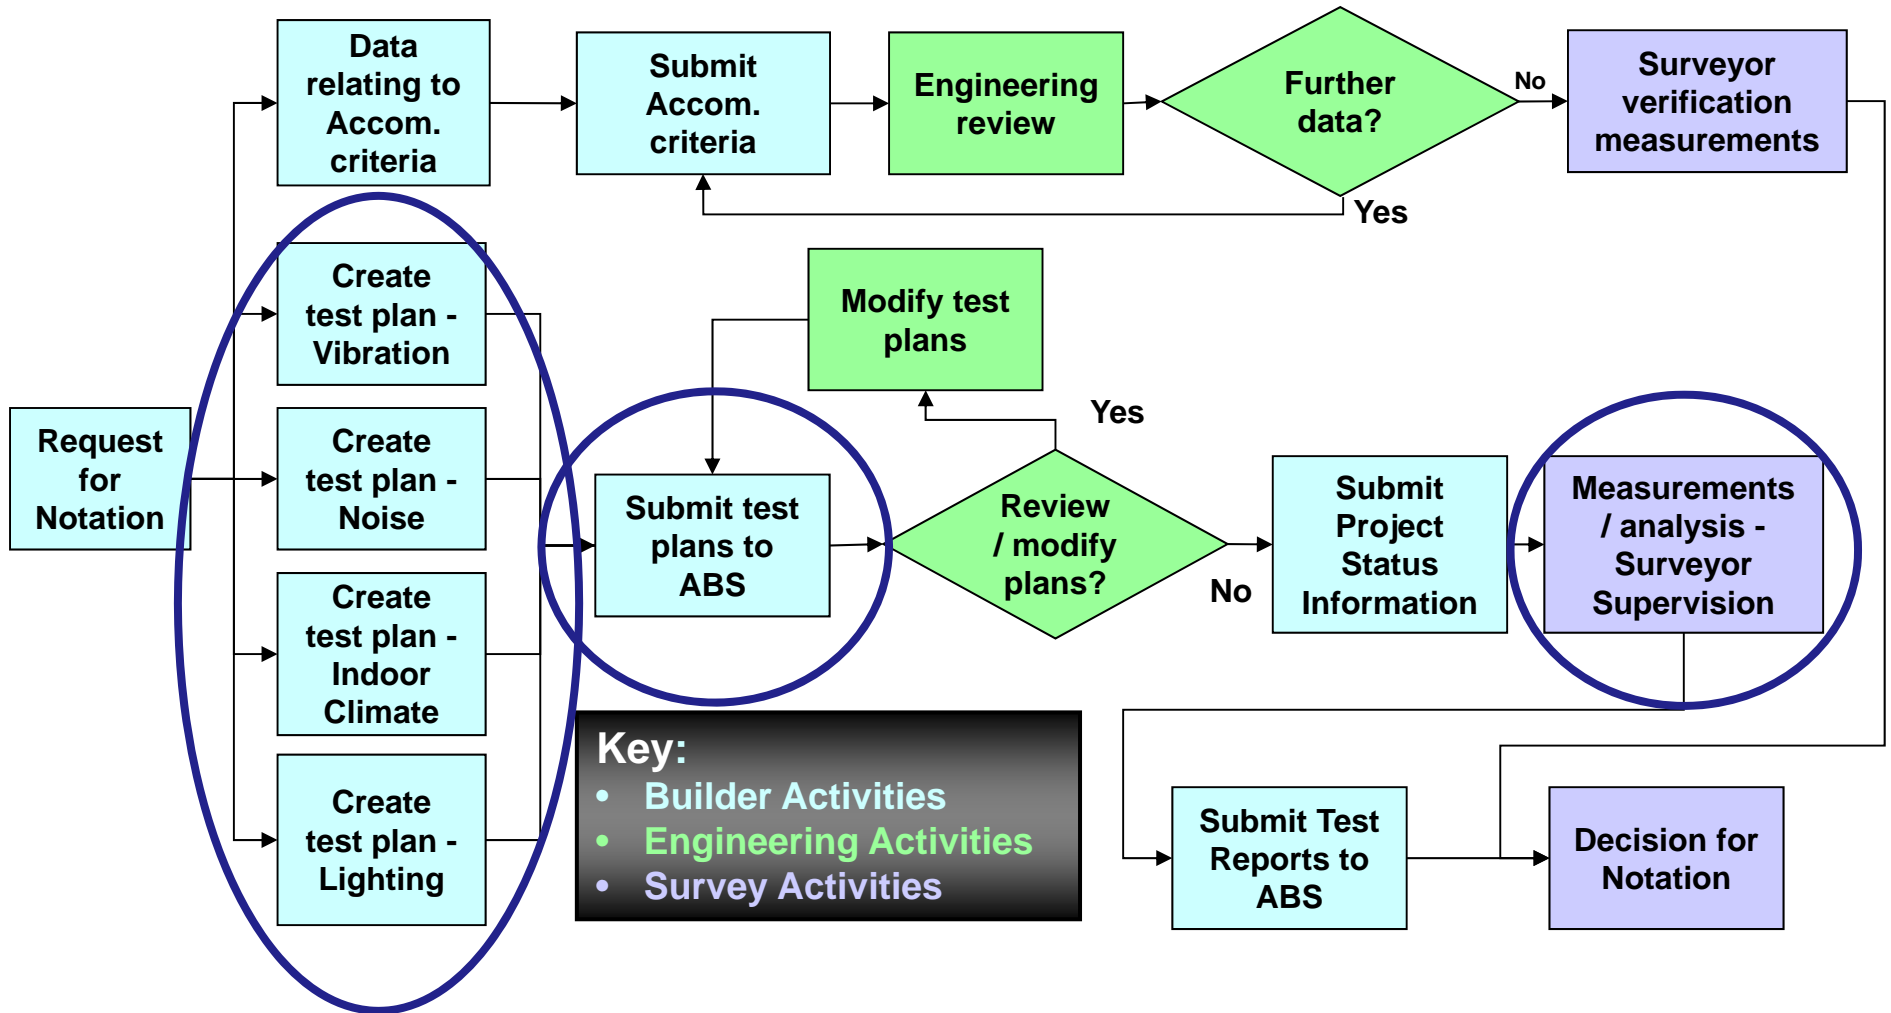 Data
relating to
Accom.
criteria
Submit
Accom.
criteria
Engineering
review
Further
data?
No
Surveyor
verification
measurements
Yes
Create
test plan -
Vibration
Modify test
plans
Yes
Request
for
Notation
Create
test plan -
Noise
Submit test
plans to
ABS
Review
/ modify
plans?
No
Submit
Project
Status
Information
Measurements
/ analysis -
Surveyor
Supervision
Create
test plan -
Indoor
Climate
Create
test plan -
Lighting
Key:
• Builder Activities
• Engineering Activities
• Survey Activities
Submit Test
Reports to
ABS
Decision for
Notation